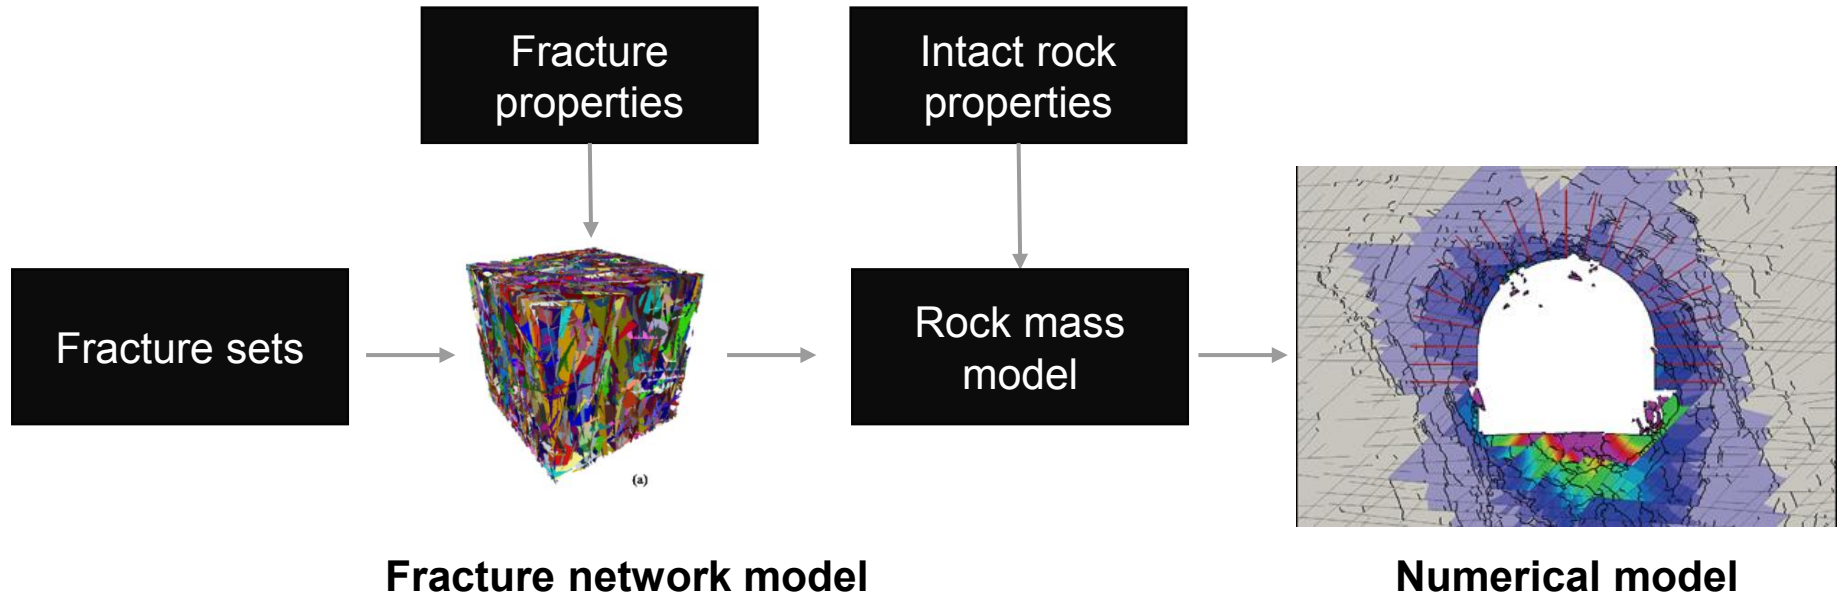 Fracture
properties
Intact rock
properties
Fracture sets
Rock mass
model
(a)
Fracture network model
Numerical model